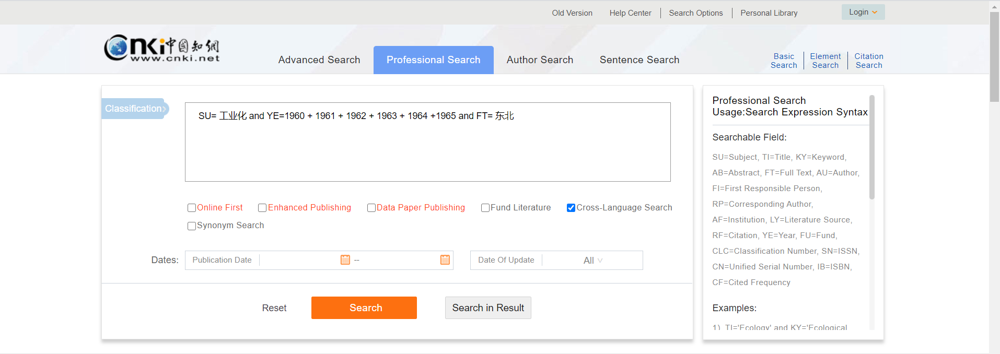 Old Version Help Center Search Options Personal Library Login
Cnki中国知網
www.cnki.net
Advanced Search Professional Search Author Search Sentence Search
Basic Search Element Search Citation Search
Classification
SU= 工业化 and YE=1960 + 1961 + 1962 + 1963 + 1964 +1965 and FT= 东北
Online First Enhanced Publishing Data Paper Publishing Fund Literature Cross-Language Search
Synonym Search
Dates: Publication Date -- Date Of Update All
Reset Search Search in Result
Professional Search
Usage:Search Expression Syntax
Searchable Field:
SU=Subject, TI=Title, KY=Keyword,
AB=Abstract, FT=Full Text, AU=Author,
FI=First Responsible Person,
RP=Corresponding Author,
AF=Institution, LY=Literature Source,
RF=Citation, YE=Year, FU=Fund,
CLC=Classification Number, SN=ISSN,
CN=Unified Serial Number, IB=ISBN,
CF=Cited Frequency
Examples:
1) TI='Ecology' and KY='Ecological